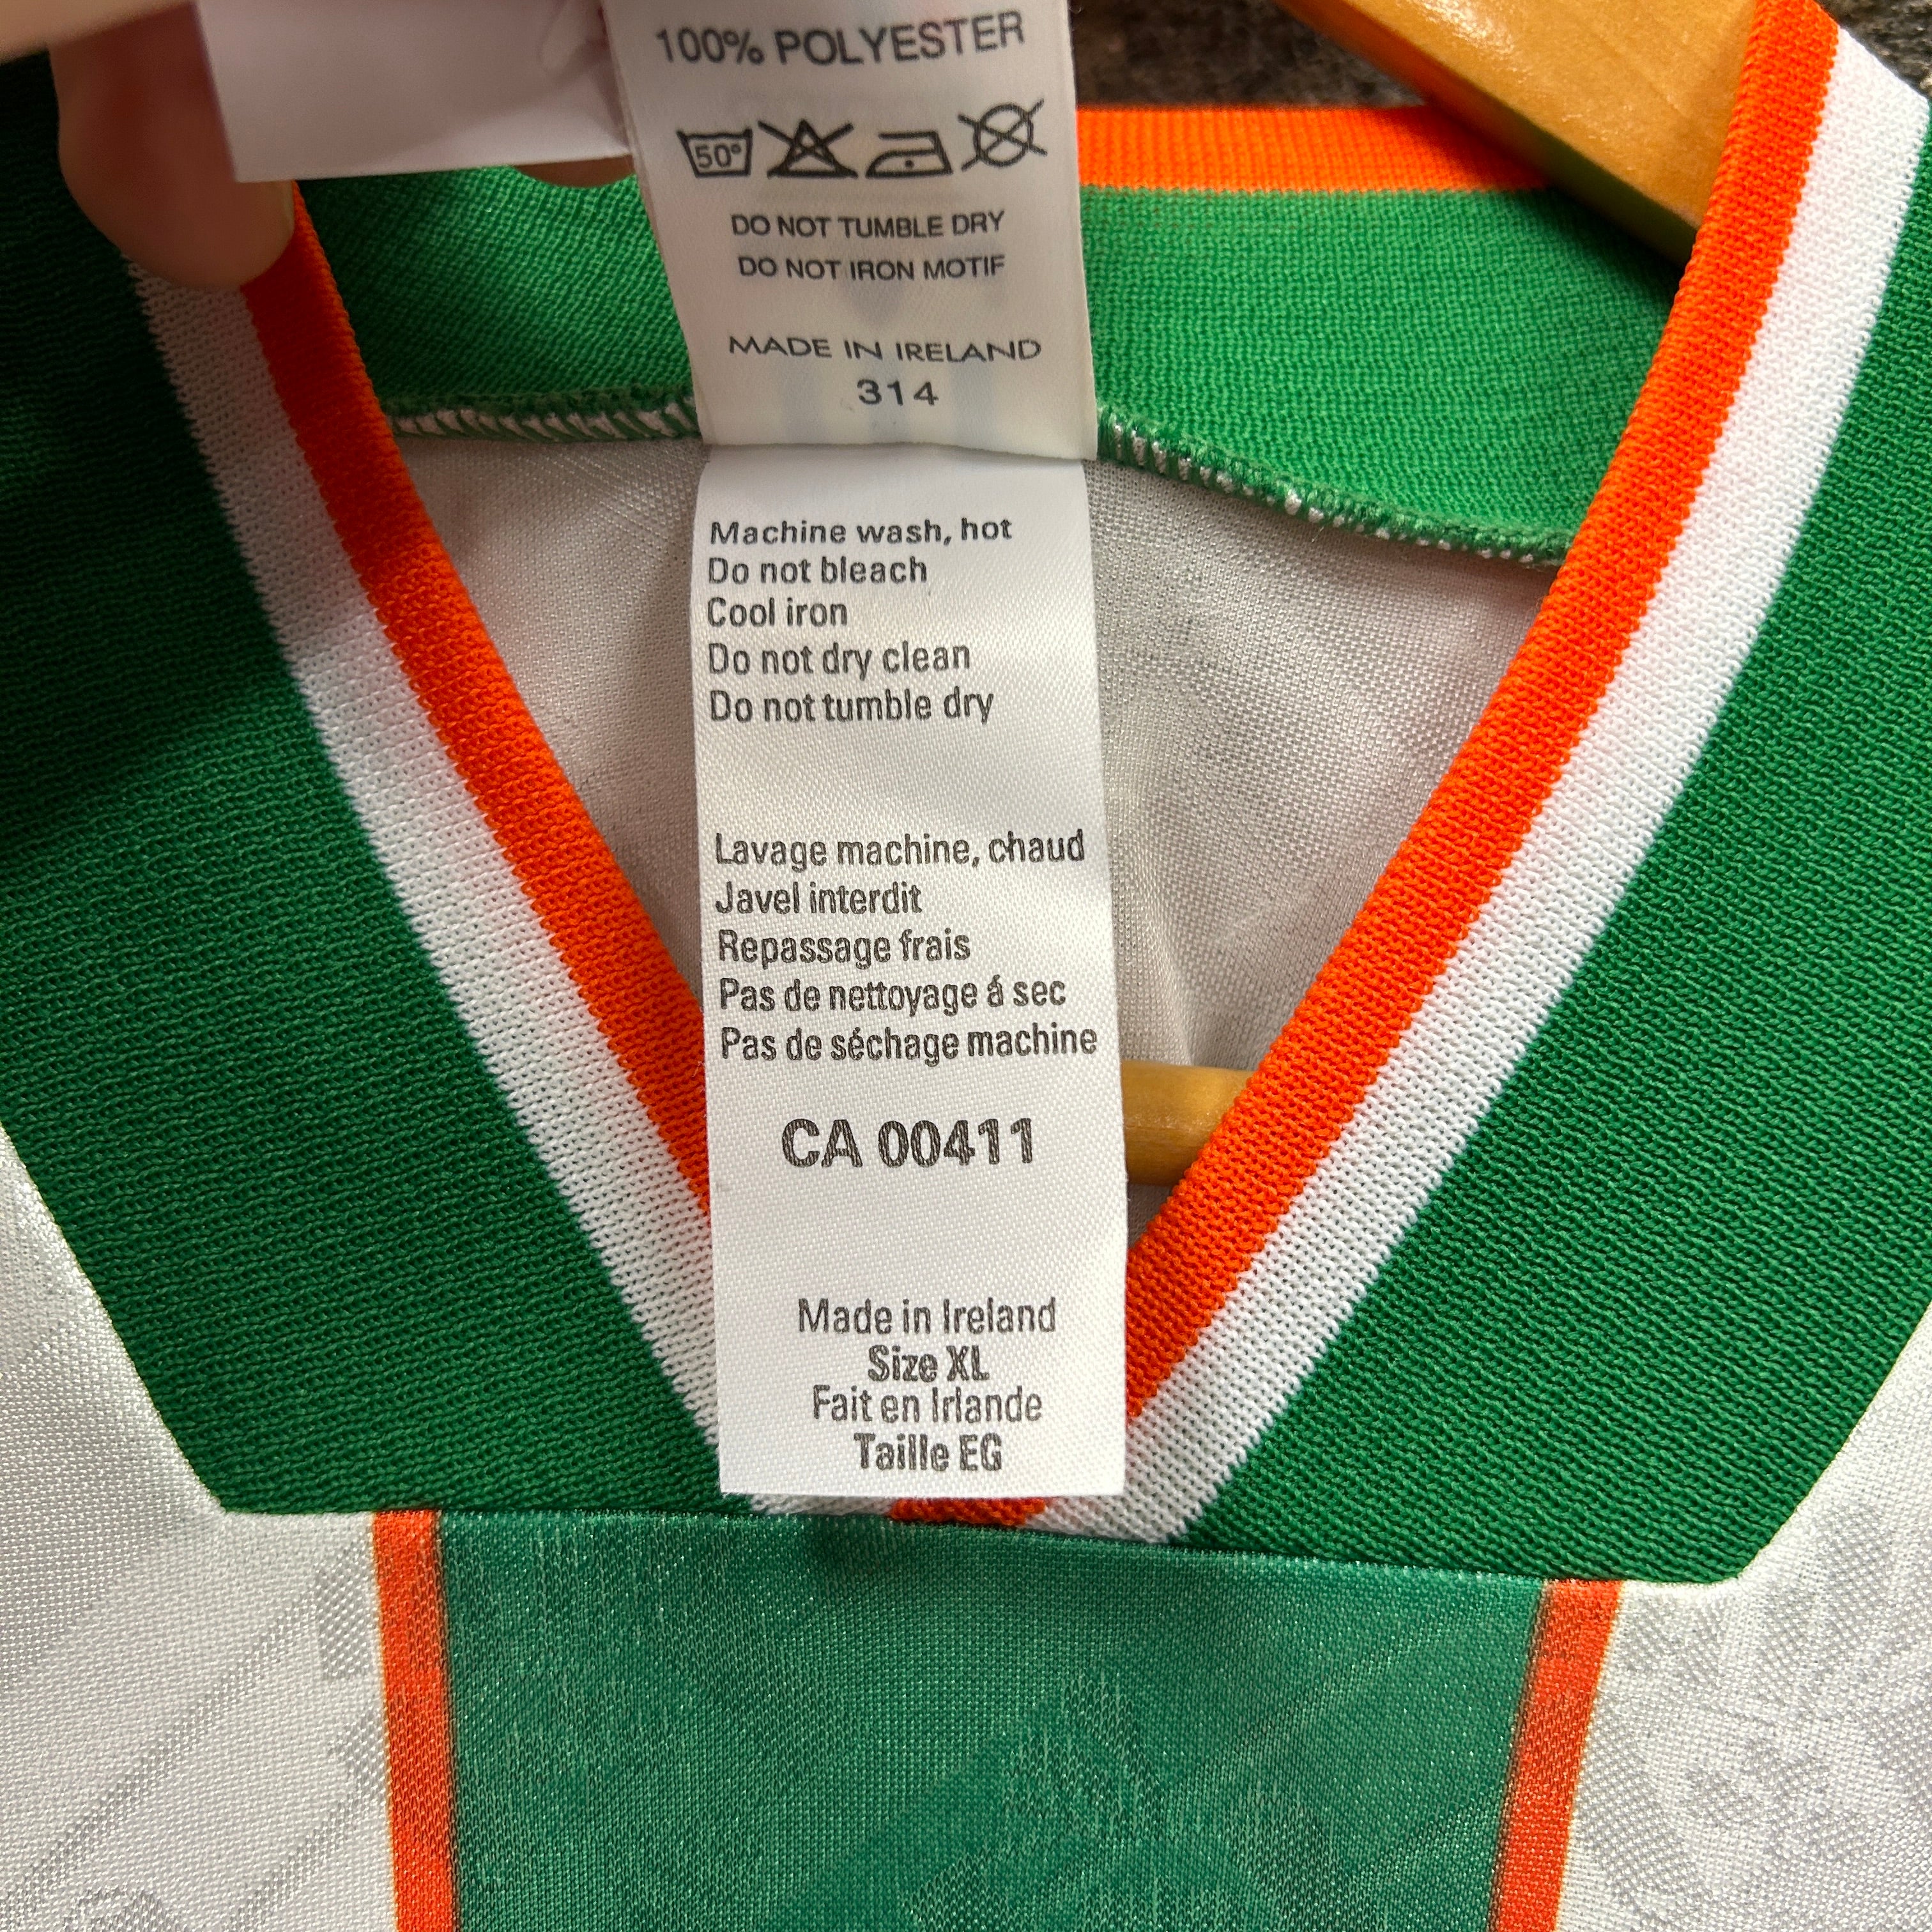 100% POLYESTER
50°
DO NOT TUMBLE DRY
DO NOT IRON MOTIF
MADE IN IRELAND
314
Machine wash, hot
Do not bleach
Cool iron
Do not dry clean
Do not tumble dry
Lavage machine, chaud
Javel interdit
Repassage frais
Pas de nettoyage á sec
Pas de séchage machine
CA 00411
Made in Ireland
Size XL
Fait en Irlande
Taille EG